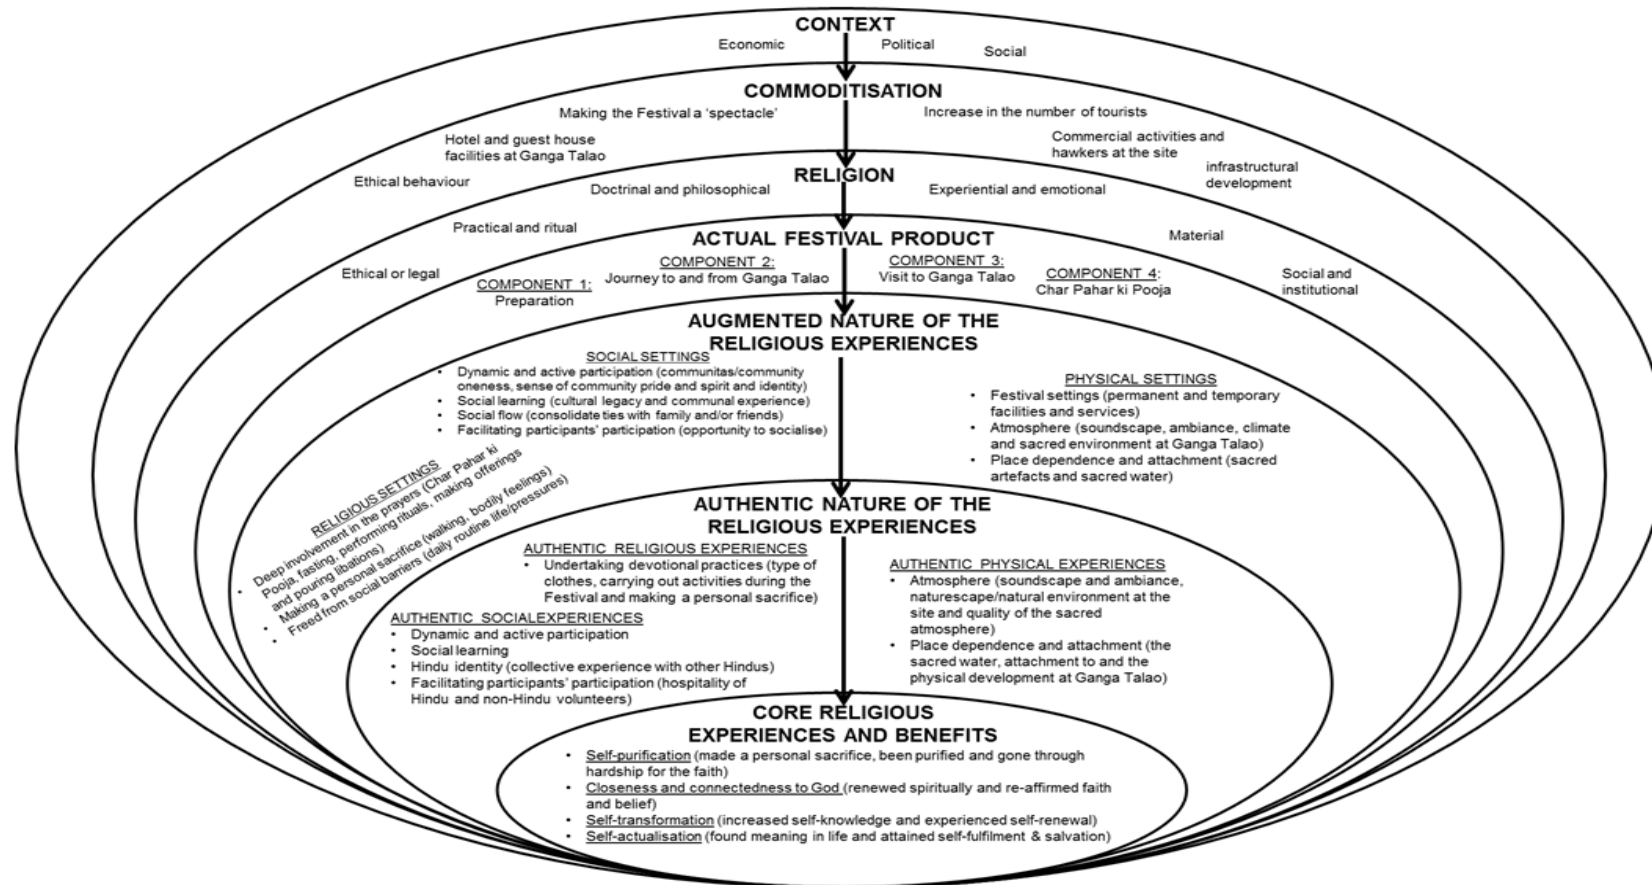 CONTEXT
Economic
Political
Social
COMMODITISATION
Making the Festival a ‘spectacle’
Increase in the number of tourists
Hotel and guest house
facilities at Ganga Talao
Commercial activities and
hawkers at the site
Ethical behaviour
infrastructural
development
RELIGION
Doctrinal and philosophical
Experiential and emotional
Practical and ritual
Material
Ethical or legal
Social and
institutional
ACTUAL FESTIVAL PRODUCT
COMPONENT 1:
Preparation
COMPONENT 2:
Journey to and from Ganga Talao
COMPONENT 3:
Visit to Ganga Talao
COMPONENT 4:
Char Pahar ki Pooja
AUGMENTED NATURE OF THE
RELIGIOUS EXPERIENCES
SOCIAL SETTINGS
• Dynamic and active participation (communitas/community
oneness, sense of community pride and spirit and identity)
• Social learning (cultural legacy and communal experience)
• Social flow (consolidate ties with family and/or friends)
• Facilitating participants’ participation (opportunity to socialise)
PHYSICAL SETTINGS
• Festival settings (permanent and temporary
facilities and services)
• Atmosphere (soundscape, ambiance, climate
and sacred environment at Ganga Talao)
• Place dependence and attachment (sacred
artefacts and sacred water)
RELIGIOUS SETTINGS
• Deep involvement in the prayers (Char Pahar ki
Pooja, fasting, performing rituals, making offerings
and pouring libations)
• Making a personal sacrifice (walking, bodily feelings)
• Freed from social barriers (daily routine life/pressures)
AUTHENTIC NATURE OF THE
RELIGIOUS EXPERIENCES
AUTHENTIC RELIGIOUS EXPERIENCES
• Undertaking devotional practices (type of
clothes, carrying out activities during the
Festival and making a personal sacrifice)
AUTHENTIC SOCIALEXPERIENCES
• Dynamic and active participation
• Social learning
• Hindu identity (collective experience with other Hindus)
• Facilitating participants’ participation (hospitality of
Hindu and non-Hindu volunteers)
AUTHENTIC PHYSICAL EXPERIENCES
• Atmosphere (soundscape and ambiance,
naturescape/natural environment at the
site and quality of the sacred
atmosphere)
• Place dependence and attachment (the
sacred water, attachment to and the
physical development at Ganga Talao)
CORE RELIGIOUS
EXPERIENCES AND BENEFITS
• Self-purification (made a personal sacrifice, been purified and gone through
hardship for the faith)
• Closeness and connectedness to God (renewed spiritually and re-affirmed faith
and belief)
• Self-transformation (increased self-knowledge and experienced self-renewal)
• Self-actualisation (found meaning in life and attained self-fulfilment & salvation)